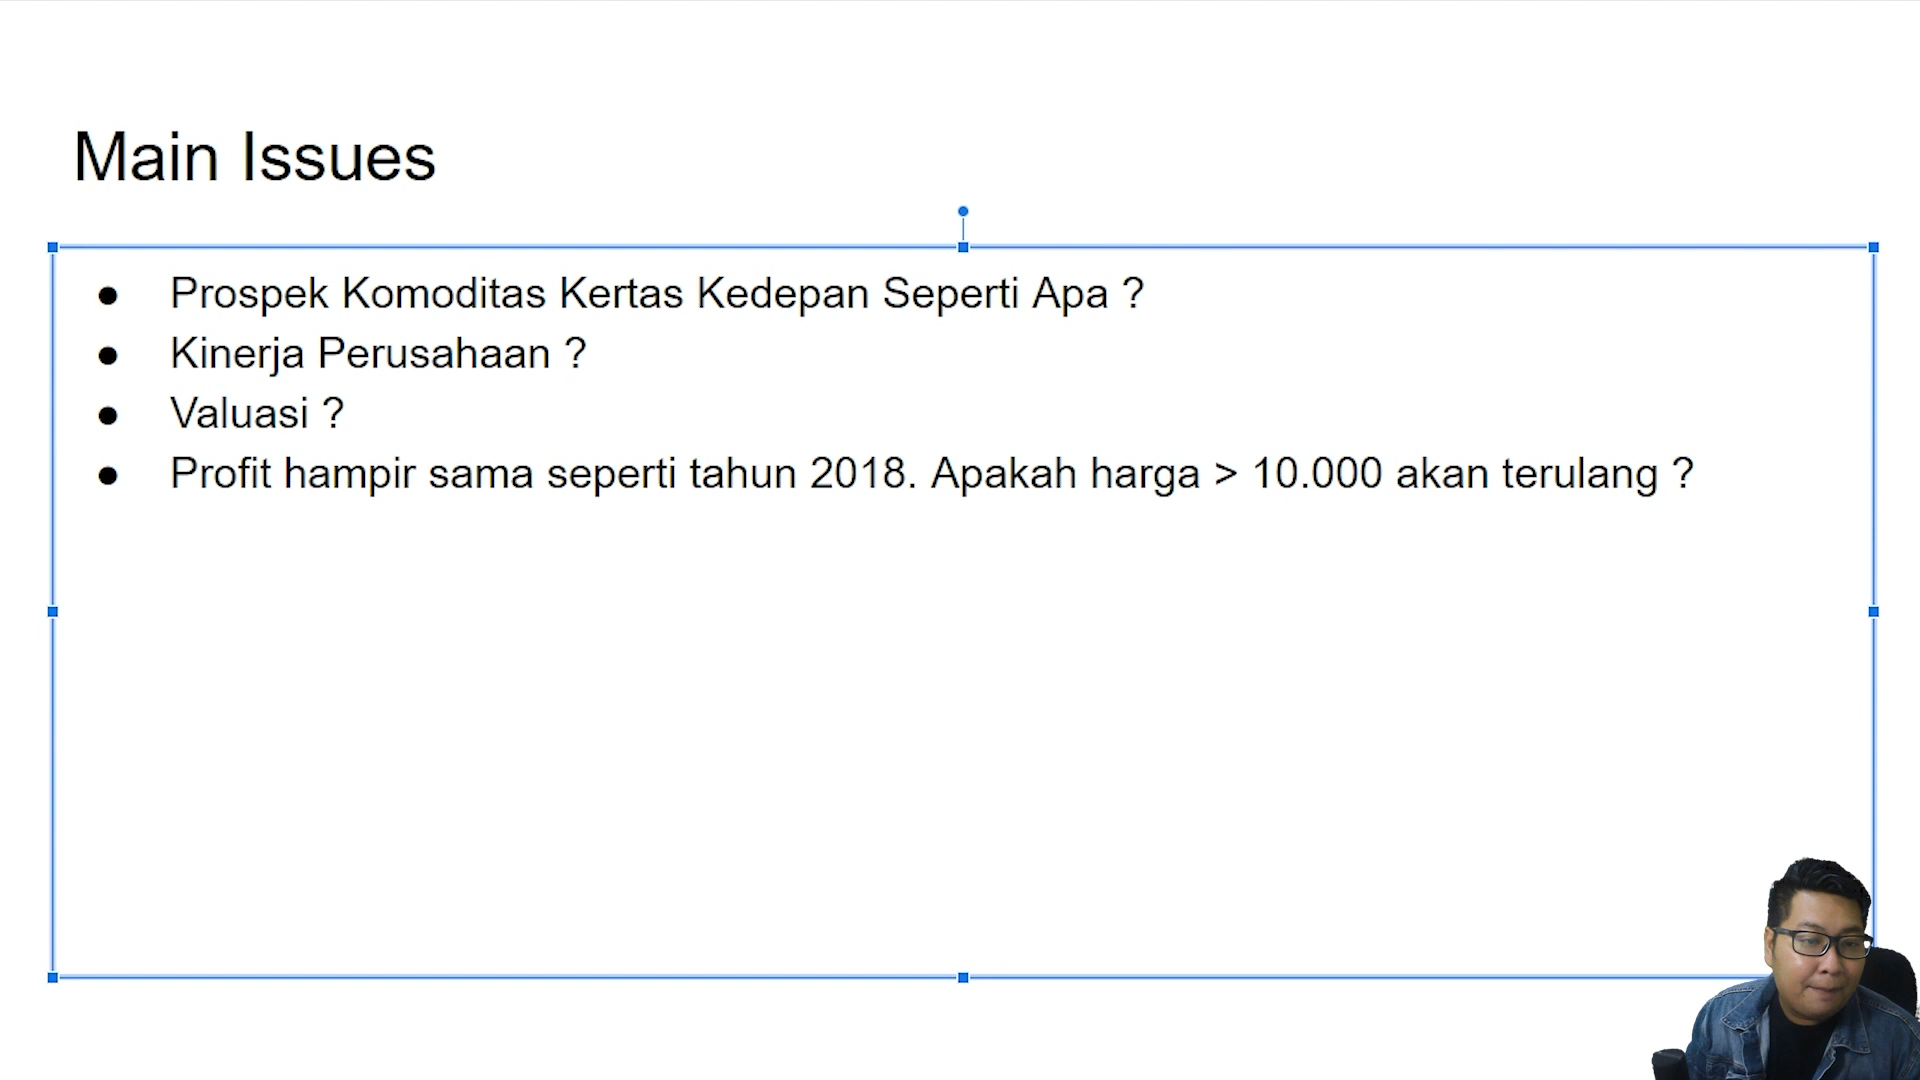 Main Issues
● Prospek Komoditas Kertas Kedepan Seperti Apa ?
● Kinerja Perusahaan ?
● Valuasi ?
● Profit hampir sama seperti tahun 2018. Apakah harga > 10.000 akan terulang ?